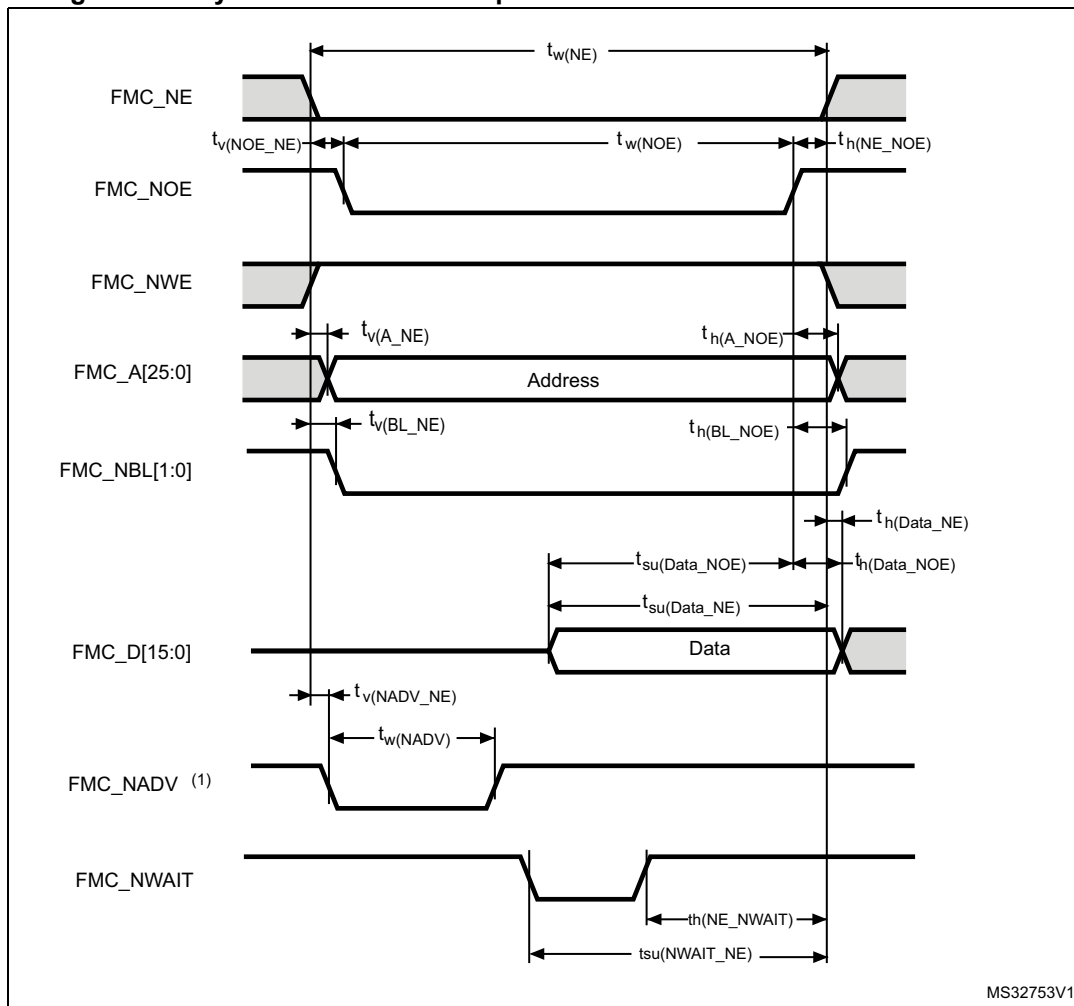 tw(NE)
FMC_NE
tv(NOE_NE)
tw(NOE)
th(NE_NOE)
FMC_NOE
FMC_NWE
tv(A_NE)
th(A_NOE)
FMC_A[25:0]
Address
tv(BL_NE)
th(BL_NOE)
FMC_NBL[1:0]
th(Data_NE)
tsu(Data_NOE)
th(Data_NOE)
tsu(Data_NE)
FMC_D[15:0]
Data
tv(NADV_NE)
tw(NADV)
FMC_NADV (1)
FMC_NWAIT
th(NE_NWAIT)
tsu(NWAIT_NE)
MS32753V1